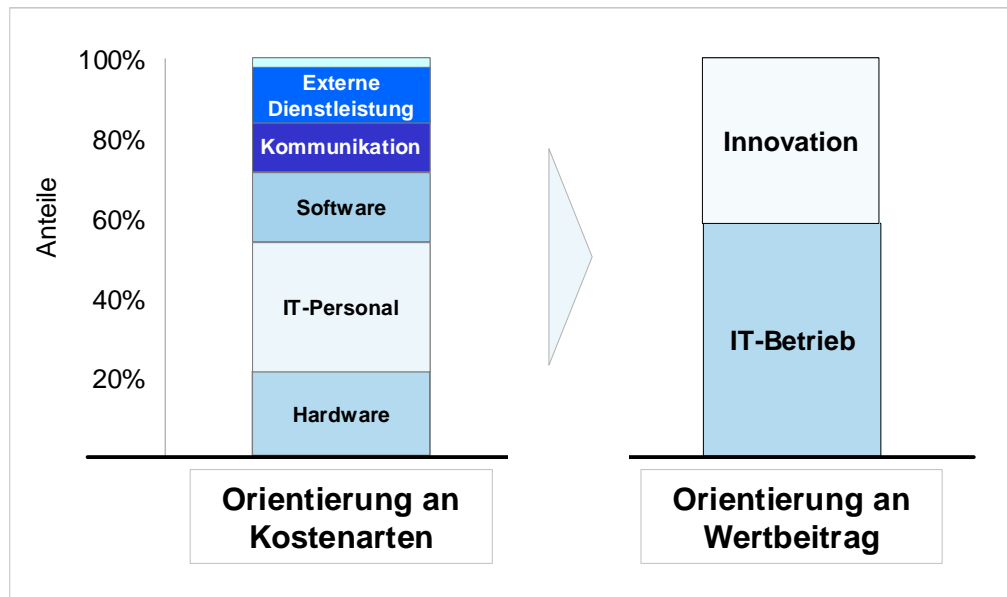 100%
80%
60%
40%
20%
Anteile
Externe
Dienstleistung
Kommunikation
Software
IT-Personal
Hardware
Orientierung an
Kostenarten
Innovation
IT-Betrieb
Orientierung an
Wertbeitrag